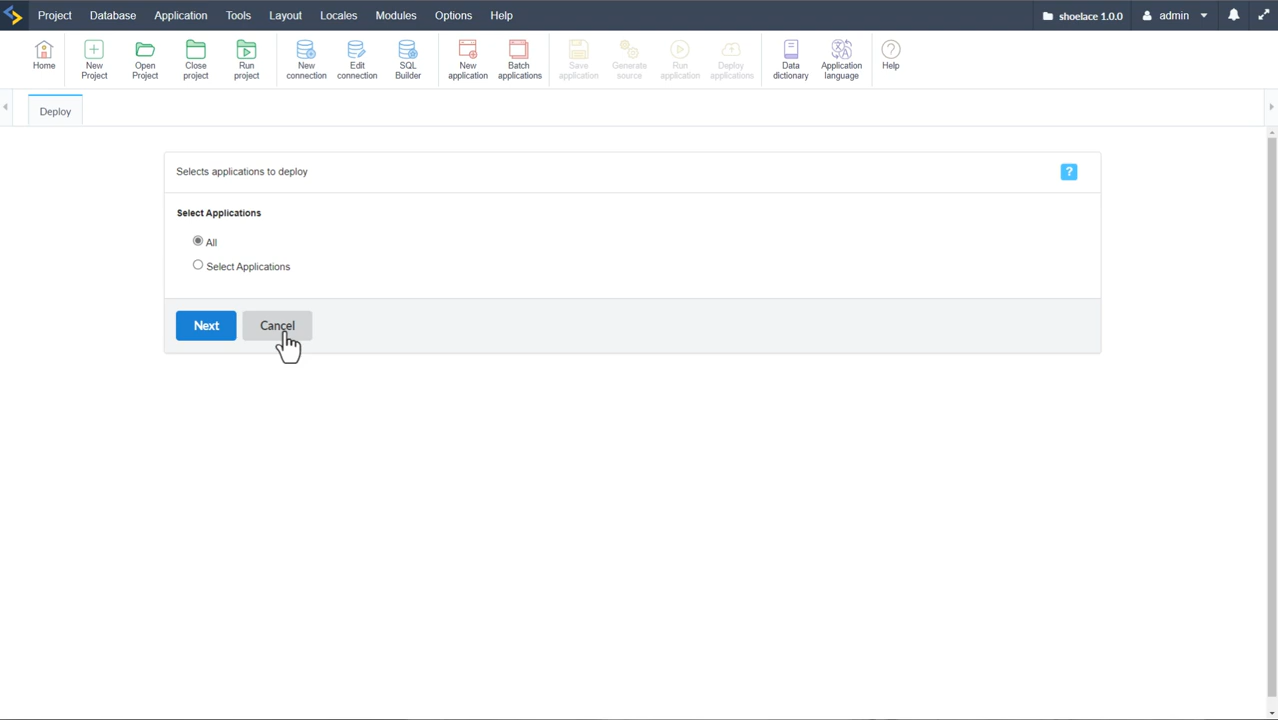 Project Database Application Tools Layout Locales Modules Options Help shoelace 1.0.0 admin
Home New Project Open Project Close project Run project New connection Edit connection SQL Builder New application Batch applications Save application Generate source Run application Deploy applications Data dictionary Application language Help
Deploy
Selects applications to deploy ?
Select Applications
All
Select Applications
Next Cancel